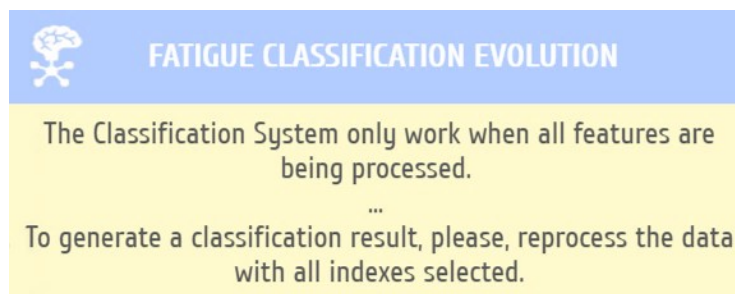 FATIGUE CLASSIFICATION EVOLUTION
The Classification System only work when all features are
being processed.
...
To generate a classification result, please, reprocess the data
with all indexes selected.